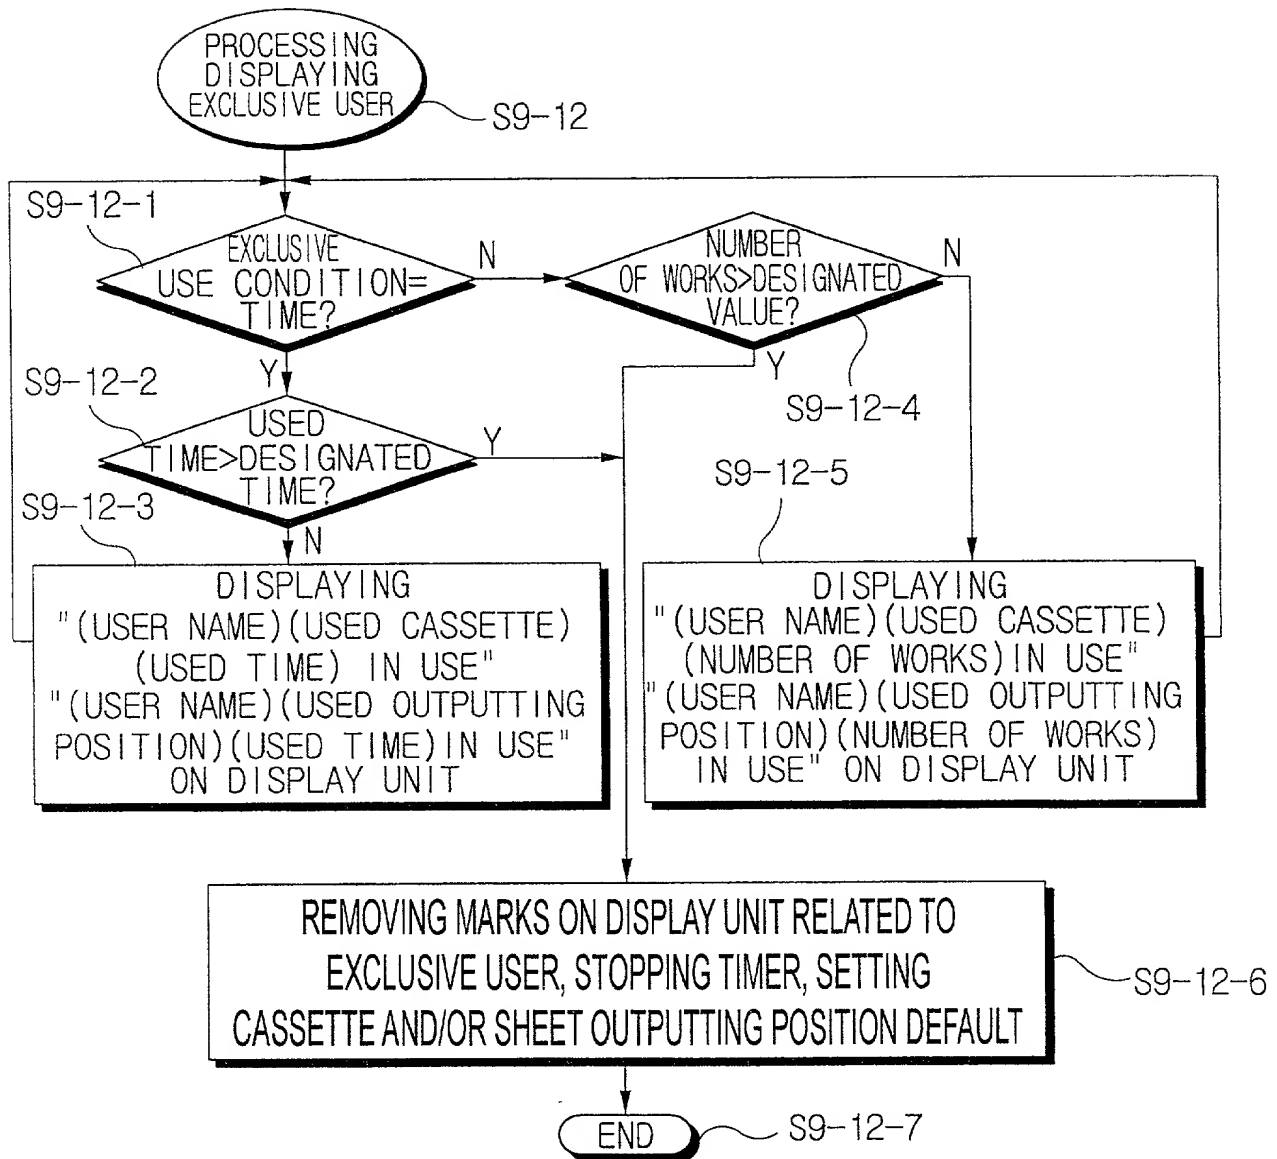 PROCESSING
DISPLAYING
EXCLUSIVE USER
S9-12
S9-12-1
EXCLUSIVE
USE CONDITION=
TIME?
N
NUMBER
OF WORKS>DESIGNATED
VALUE?
N
Y
S9-12-4
Y
S9-12-2
USED
TIME>DESIGNATED
TIME?
Y
N
S9-12-3
DISPLAYING
"(USER NAME)(USED CASSETTE)
(USED TIME) IN USE"
"(USER NAME)(USED OUTPUTTING
POSITION)(USED TIME)IN USE"
ON DISPLAY UNIT
S9-12-5
DISPLAYING
"(USER NAME)(USED CASSETTE)
(NUMBER OF WORKS)IN USE"
"(USER NAME)(USED OUTPUTTING
POSITION)(NUMBER OF WORKS)
IN USE" ON DISPLAY UNIT
REMOVING MARKS ON DISPLAY UNIT RELATED TO
EXCLUSIVE USER, STOPPING TIMER, SETTING
CASSETTE AND/OR SHEET OUTPUTTING POSITION DEFAULT
S9-12-6
END
S9-12-7